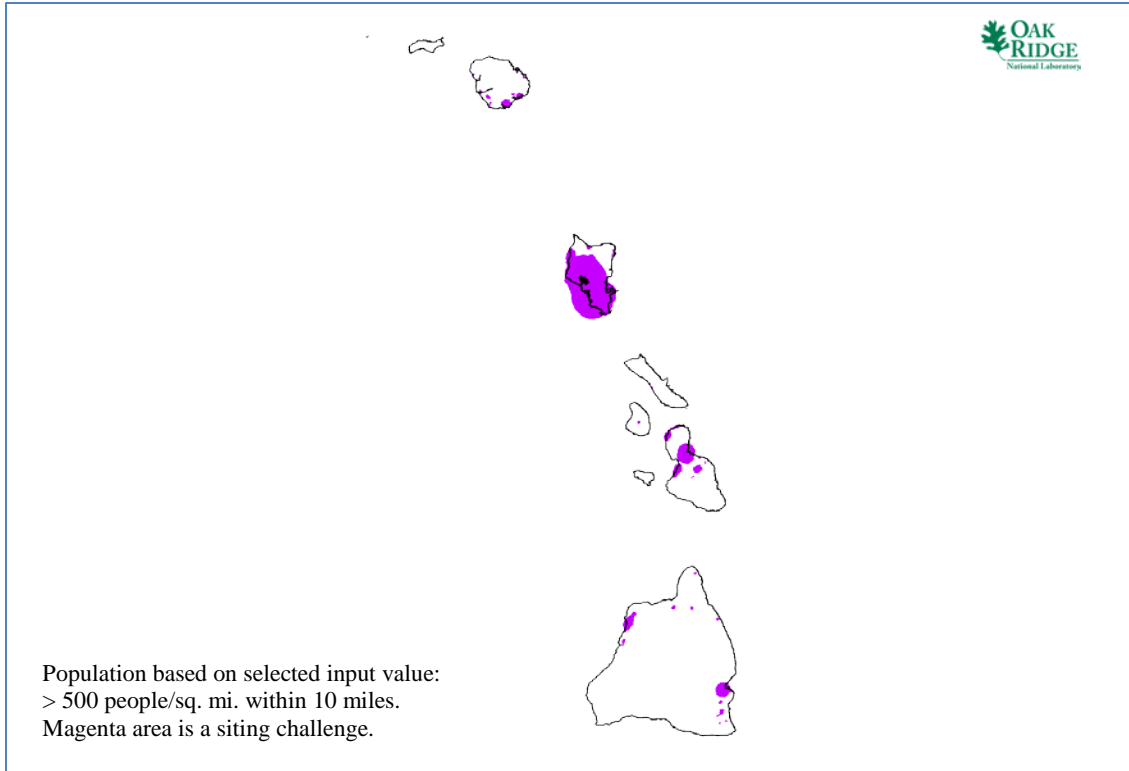 OAK
RIDGE
National Laboratory
Population based on selected input value:
> 500 people/sq. mi. within 10 miles.
Magenta area is a siting challenge.